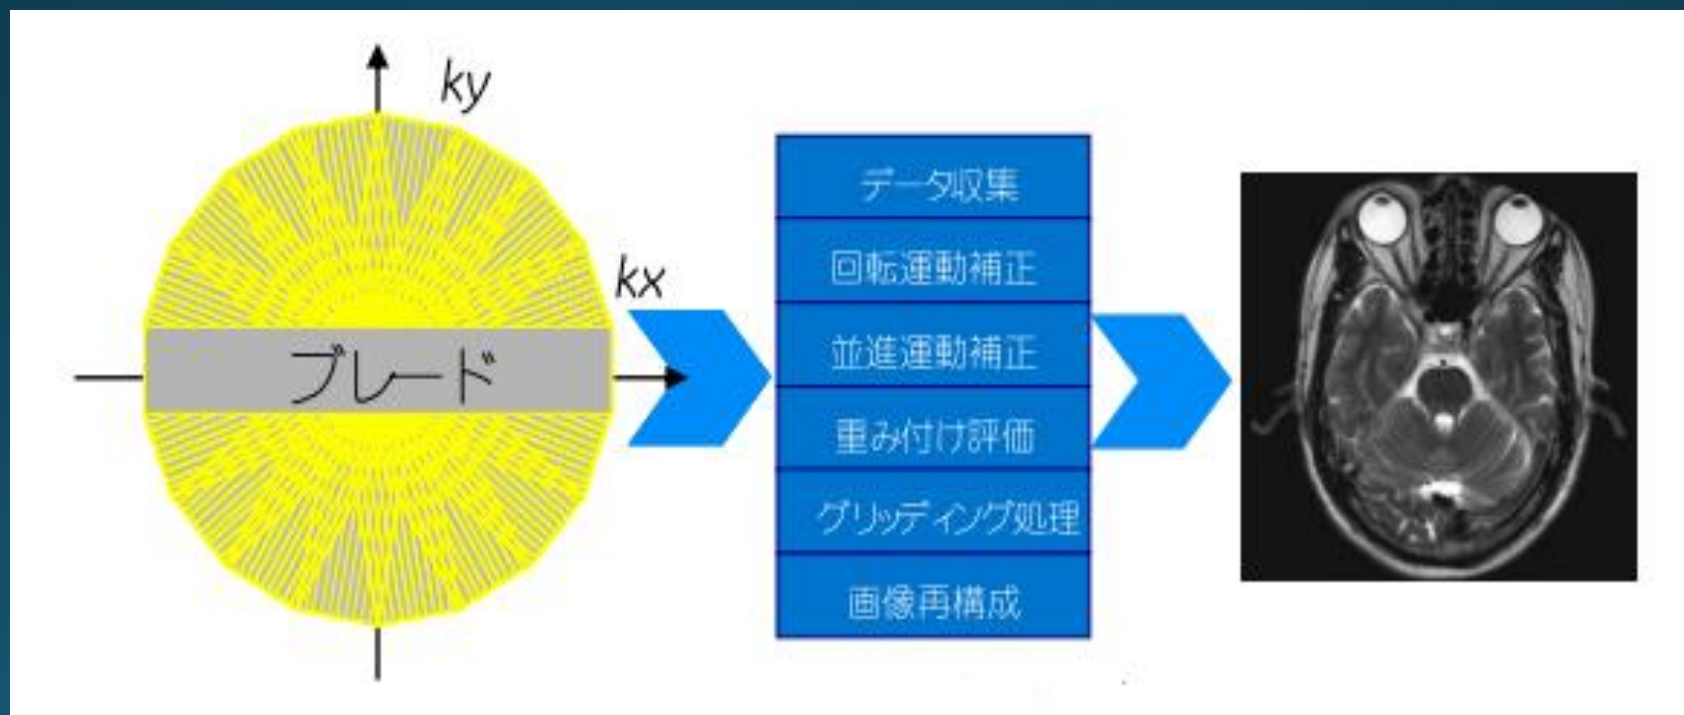 ky
kx
ブレード
データ収集
回転運動補正
並進運動補正
重み付け評価
グリッディング処理
画像再構成